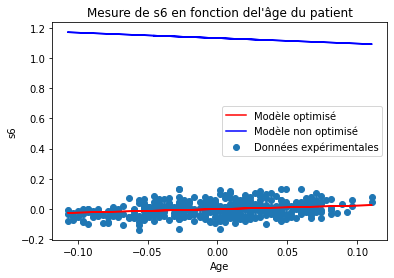 Mesure de s6 en fonction del'âge du patient
1.2
1.0
0.8
0.6
0.4
0.2
0.0
−0.2
s6
Modèle optimisé
Modèle non optimisé
Données expérimentales
−0.10
−0.05
0.00
0.05
0.10
Age